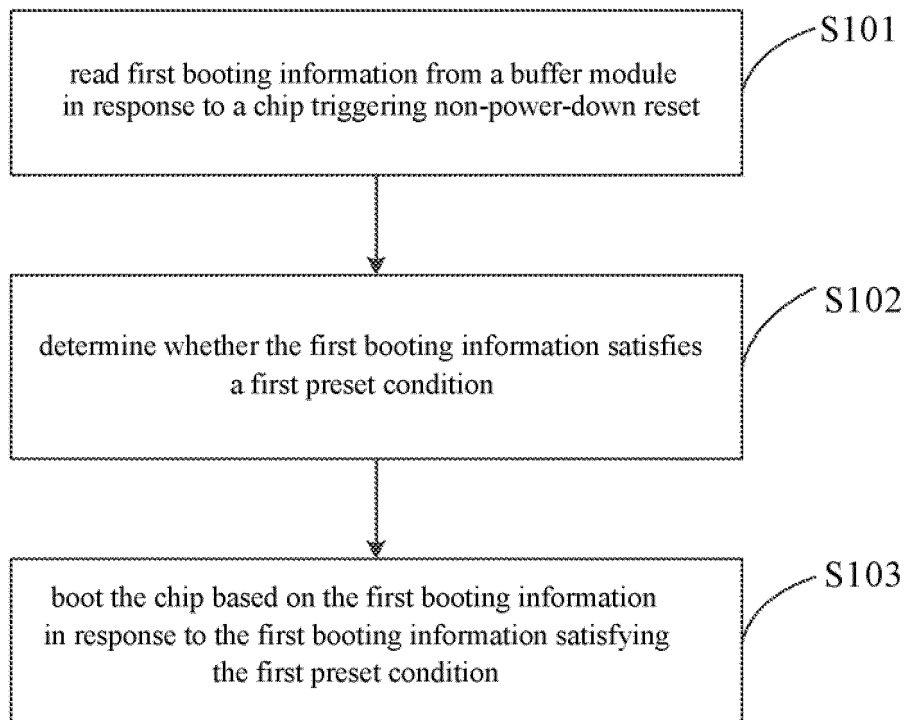 S101
read first booting information from a buffer module
in response to a chip triggering non-power-down reset
S102
determine whether the first booting information satisfies
a first preset condition
S103
boot the chip based on the first booting information
in response to the first booting information satisfying
the first preset condition